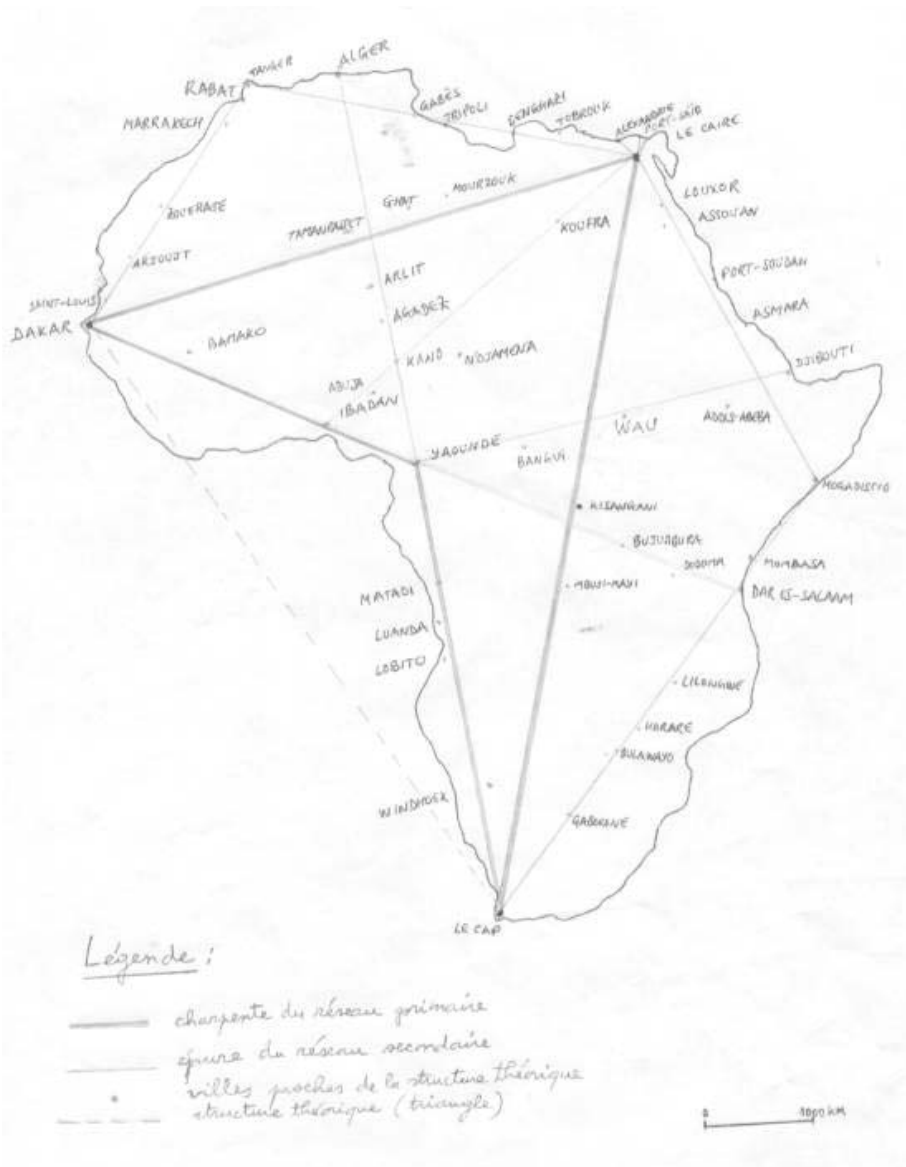 TANGER
ALGER
RABAT
GABÈS
TRIPOLI
BENGHARI
TOBROUK
ALEXANDRIE
PORT-SAÏD
LE CAIRE
MARRAKECH
LOUXOR
ASSOUAN
ZOUERATE
GHAT
MOURZOUK
TAMANRASSET
KOUFRA
AKJOUJT
PORT-SOUDAN
SAINT-LOUIS
ARLIT
DAKAR
AGADEZ
ASMARA
BAMAKO
KANO
N'DJAMENA
DJIBOUTI
ABUJA
IBADAN
WAU
ADDIS-ABEBA
YAOUNDE
BANGUI
MOGADISCIO
KISANGANI
BUJUMBURA
DODOMA
MOMBASA
MATADI
MBUJI-MAYI
DAR ES-SALAAM
LUANDA
LOBITO
LILONGWE
HARARE
BULAWAYO
WINDHOEK
GABORONE
LE CAP
Légende :
charpente du réseau primaire
épure du réseau secondaire
villes proches de la structure théorique
structure théorique (triangle)
0 1000 KM